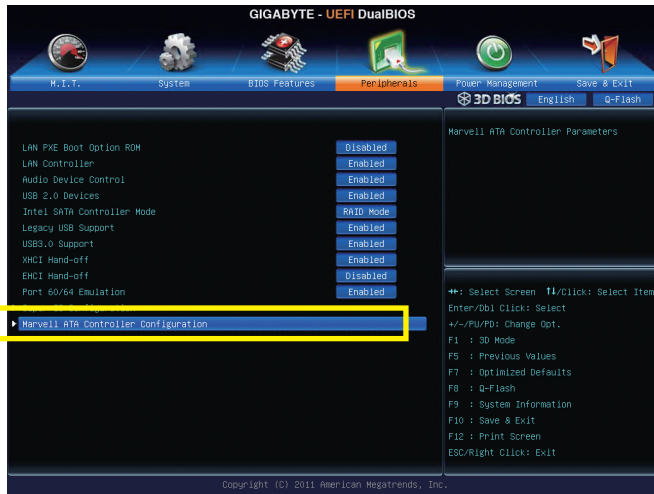 GIGABYTE - UEFI DualBIOS
M.I.T. System BIOS Features Peripherals Power Management Save & Exit
3D BIOS English Q-Flash
Marvell ATA Controller Parameters
LAN PXE Boot Option ROM Disabled
LAN Controller Enabled
Audio Device Control Enabled
USB 2.0 Devices Enabled
Intel SATA Controller Mode RAID Mode
Legacy USB Support Enabled
USB3.0 Support Enabled
XHCI Hand-off Enabled
EHCI Hand-off Disabled
Port 60/64 Emulation Enabled
Marvell ATA Controller Configuration
→←: Select Screen ↑↓/Click: Select Item
Enter/Dbl Click: Select
+/-/PU/PD: Change Opt.
F1 : 3D Mode
F5 : Previous Values
F7 : Optimized Defaults
F8 : Q-Flash
F9 : System Information
F10 : Save & Exit
F12 : Print Screen
ESC/Right Click: Exit
Copyright (C) 2011 American Megatrends, Inc.